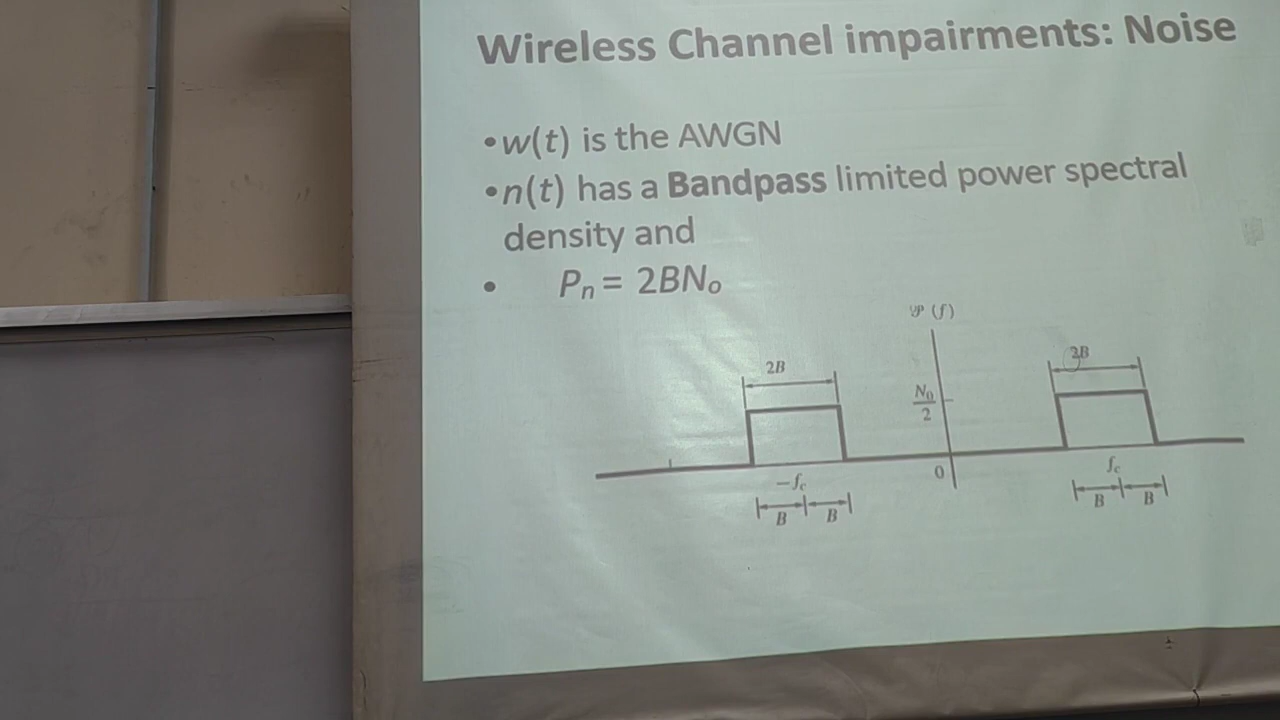 Wireless Channel impairments: Noise
•w(t) is the AWGN
•n(t) has a Bandpass limited power spectral
density and
• Pn = 2BNo
𝒫 (f)
2B
2B
N0
2
0
−fc
fc
B B
B B